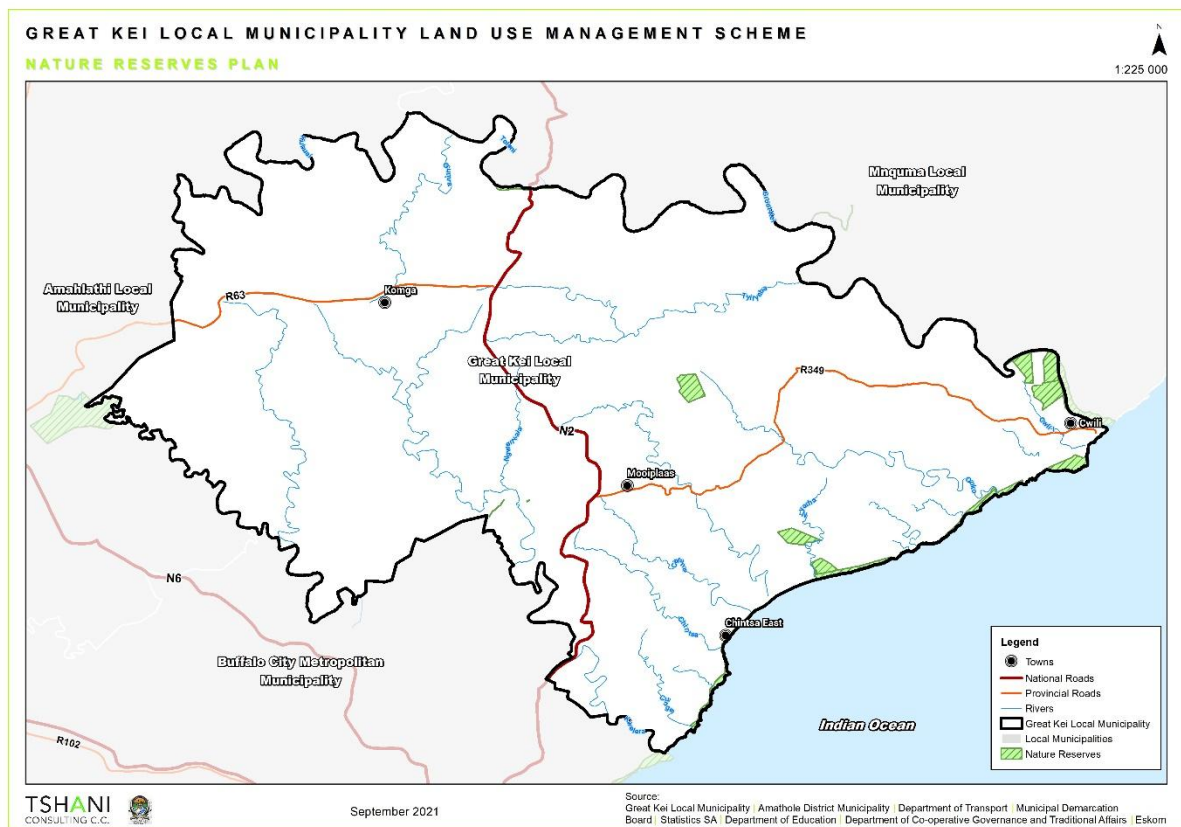 GREAT KEI LOCAL MUNICIPALITY LAND USE MANAGEMENT SCHEME
NATURE RESERVES PLAN
N
1:225 000
Mnquma Local
Municipality
Amahlathi Local
Municipality
R63
Komga
Great Kei Local
Municipality
R349
Cwili
N2
Mooiplaas
N6
Chintsa
Chintsa East
Buffalo City Metropolitan
Municipality
R102
Indian Ocean
Legend
Towns
National Roads
Provincial Roads
Rivers
Great Kei Local Municipality
Local Municipalities
Nature Reserves
TSHANI
CONSULTING C.C.
September 2021
Source:
Great Kei Local Municipality | Amathole District Municipality | Department of Transport | Municipal Demarcation
Board | Statistics SA | Department of Education | Department of Co-operative Governance and Traditional Affairs | Eskom